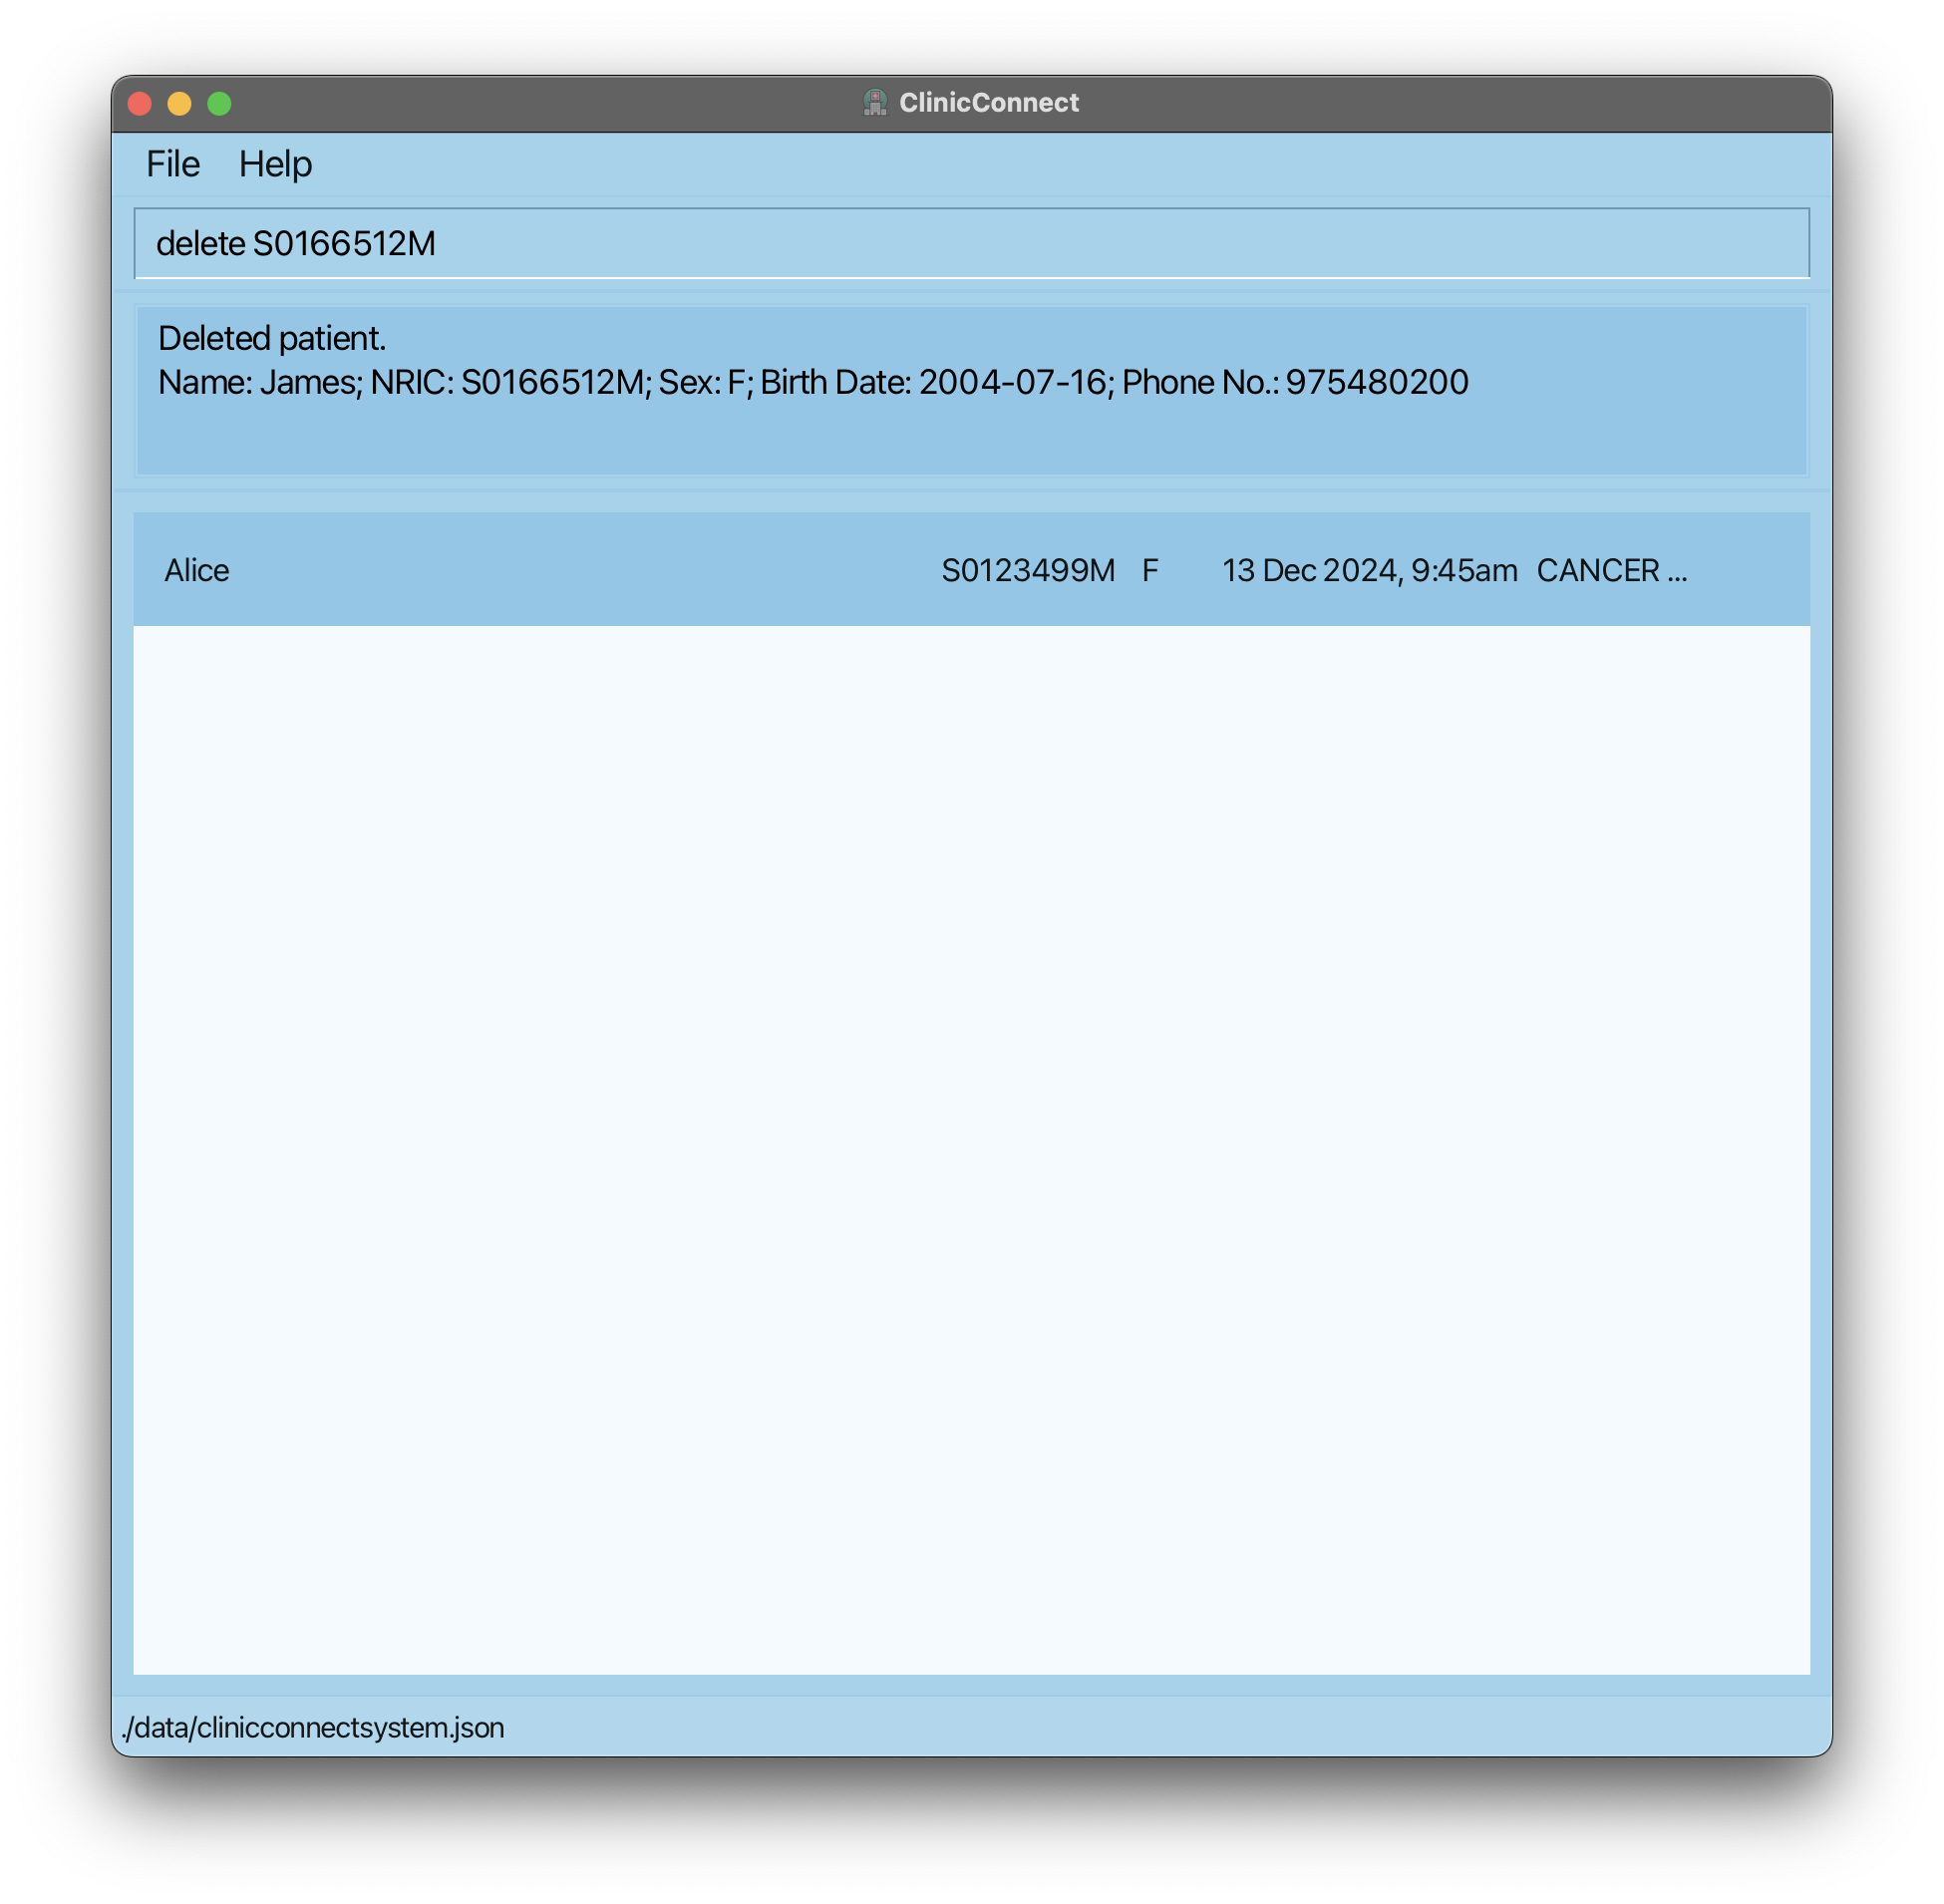 ClinicConnect
File Help
delete S0166512M
Deleted patient.
Name: James; NRIC: S0166512M; Sex: F; Birth Date: 2004-07-16; Phone No.: 975480200
Alice S0123499M F 13 Dec 2024, 9:45am CANCER ...
./data/clinicconnectsystem.json